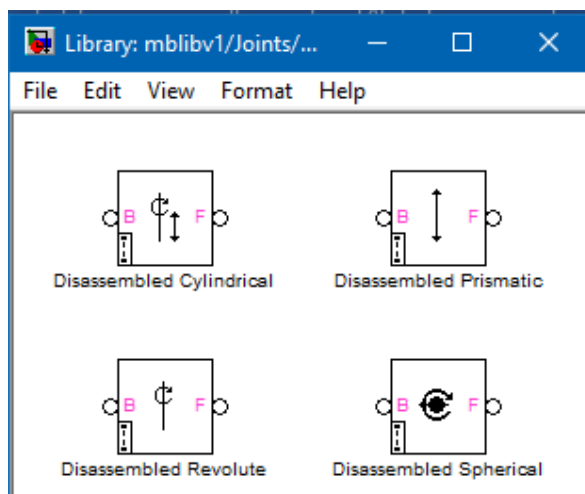 Library: mblibv1/Joints/...
File Edit View Format Help
B F B F
Disassembled Cylindrical Disassembled Prismatic
B F B F
Disassembled Revolute Disassembled Spherical